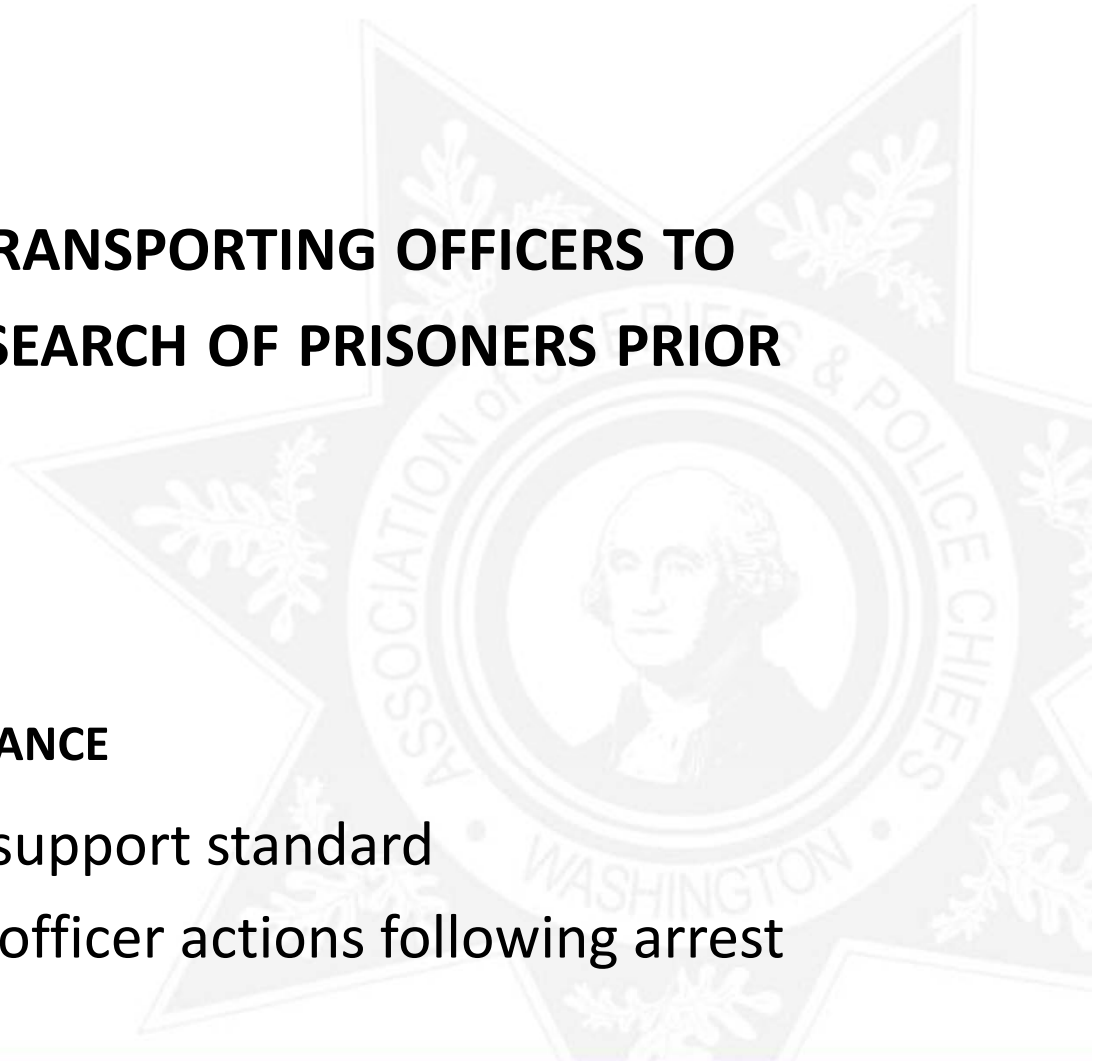 RANSPORTING OFFICERS TO
SEARCH OF PRISONERS PRIOR
ANCE
support standard
officer actions following arrest
ASSOCIATION of SHERIFFS & POLICE CHIEFS
• WASHINGTON •